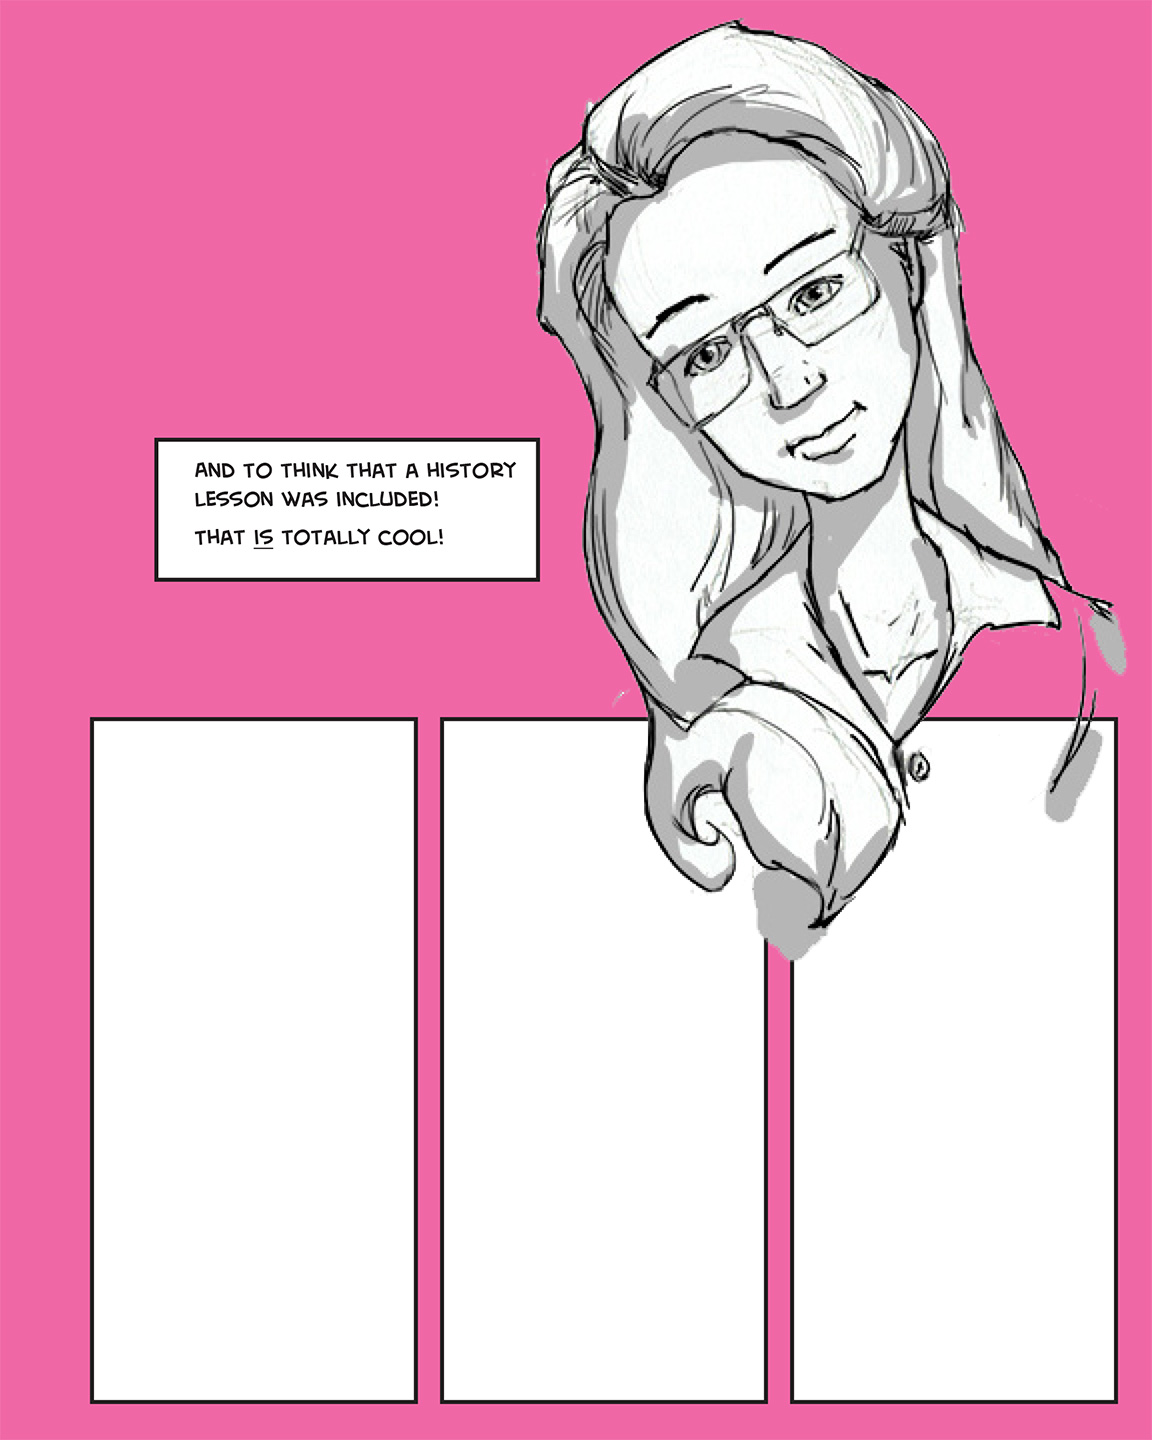 AND TO THINK THAT A HISTORY
LESSON WAS INCLUDED!
THAT IS TOTALLY COOL!